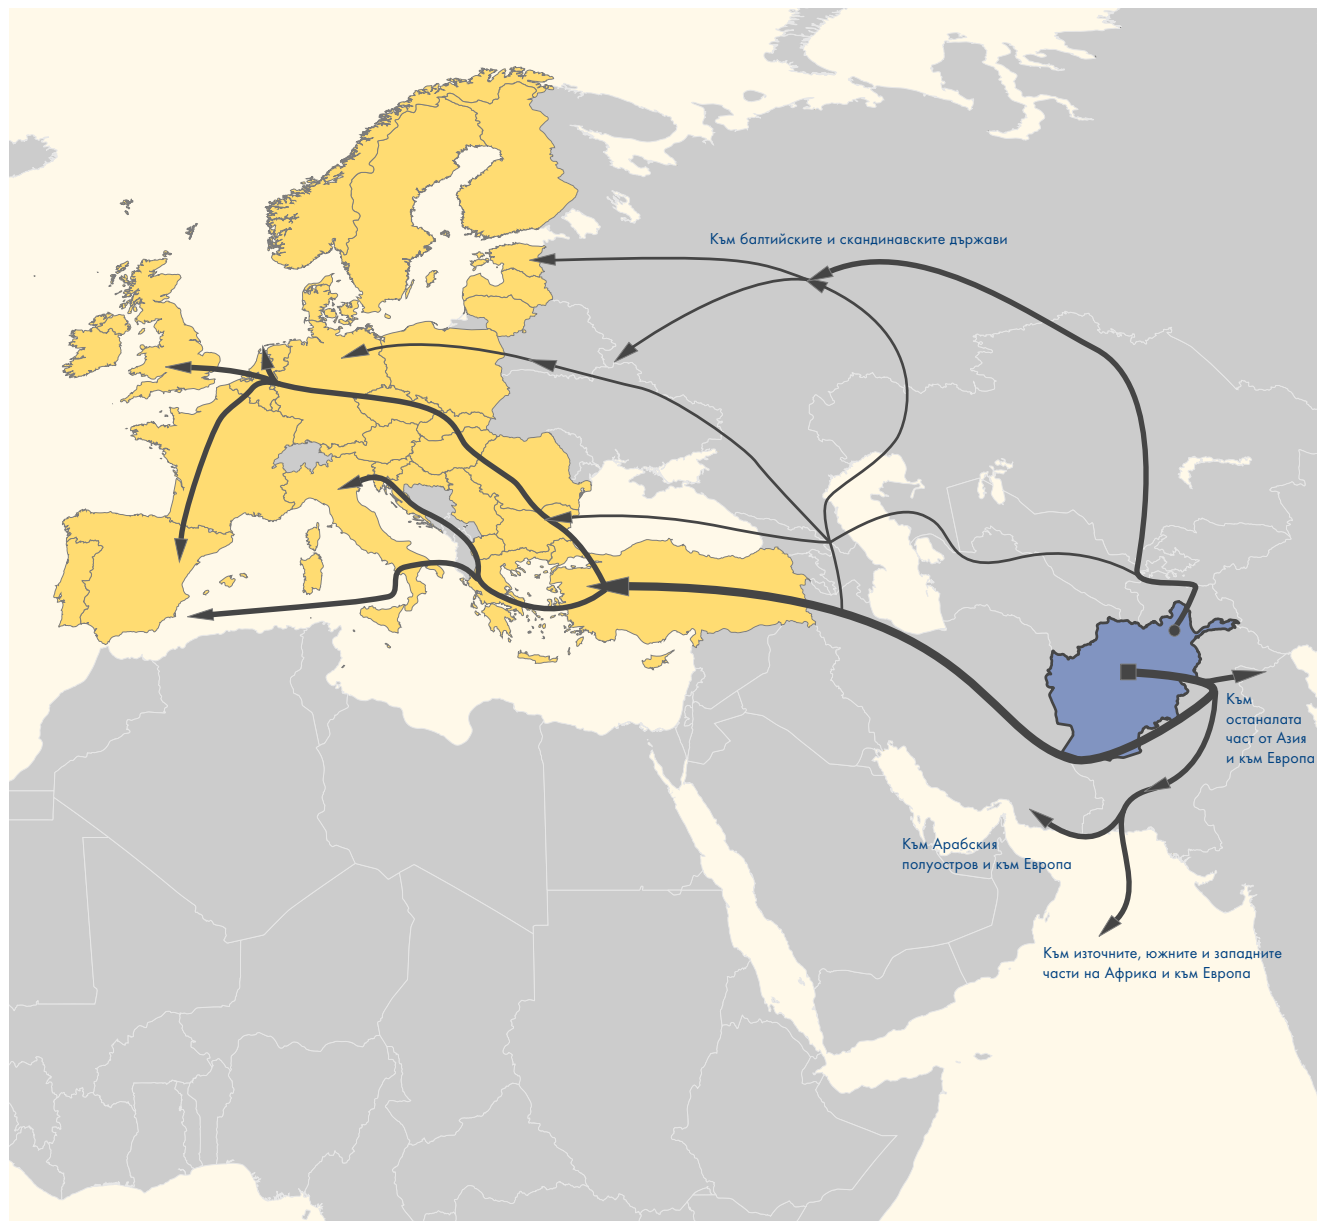 Към балтийските и скандинавските държави
Към
останалата
част от Азия
и към Европа
Към Арабския
полуостров и към Европа
Към източните, южните и западните
части на Африка и към Европа